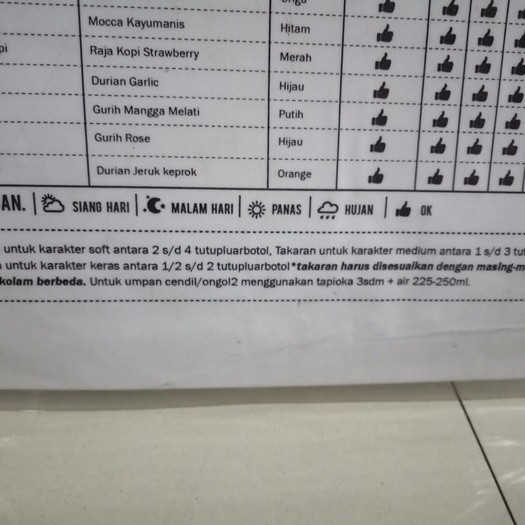 Mocca Kayumanis Hitam
pi Raja Kopi Strawberry Merah
Durian Garlic Hijau
Gurih Mangga Melati Putih
Gurih Rose Hijau
Durian Jeruk keprok Orange
AN. | SIANG HARI | MALAM HARI | PANAS | HUJAN | OK
untuk karakter soft antara 2 s/d 4 tutupluarbotol, Takaran untuk karakter medium antara 1 s/d 3 tut
untuk karakter keras antara 1/2 s/d 2 tutupluarbotol *takaran harus disesuaikan dengan masing-m
kolam berbeda. Untuk umpan cendil/ongol2 menggunakan tapioka 3sdm + air 225-250ml.